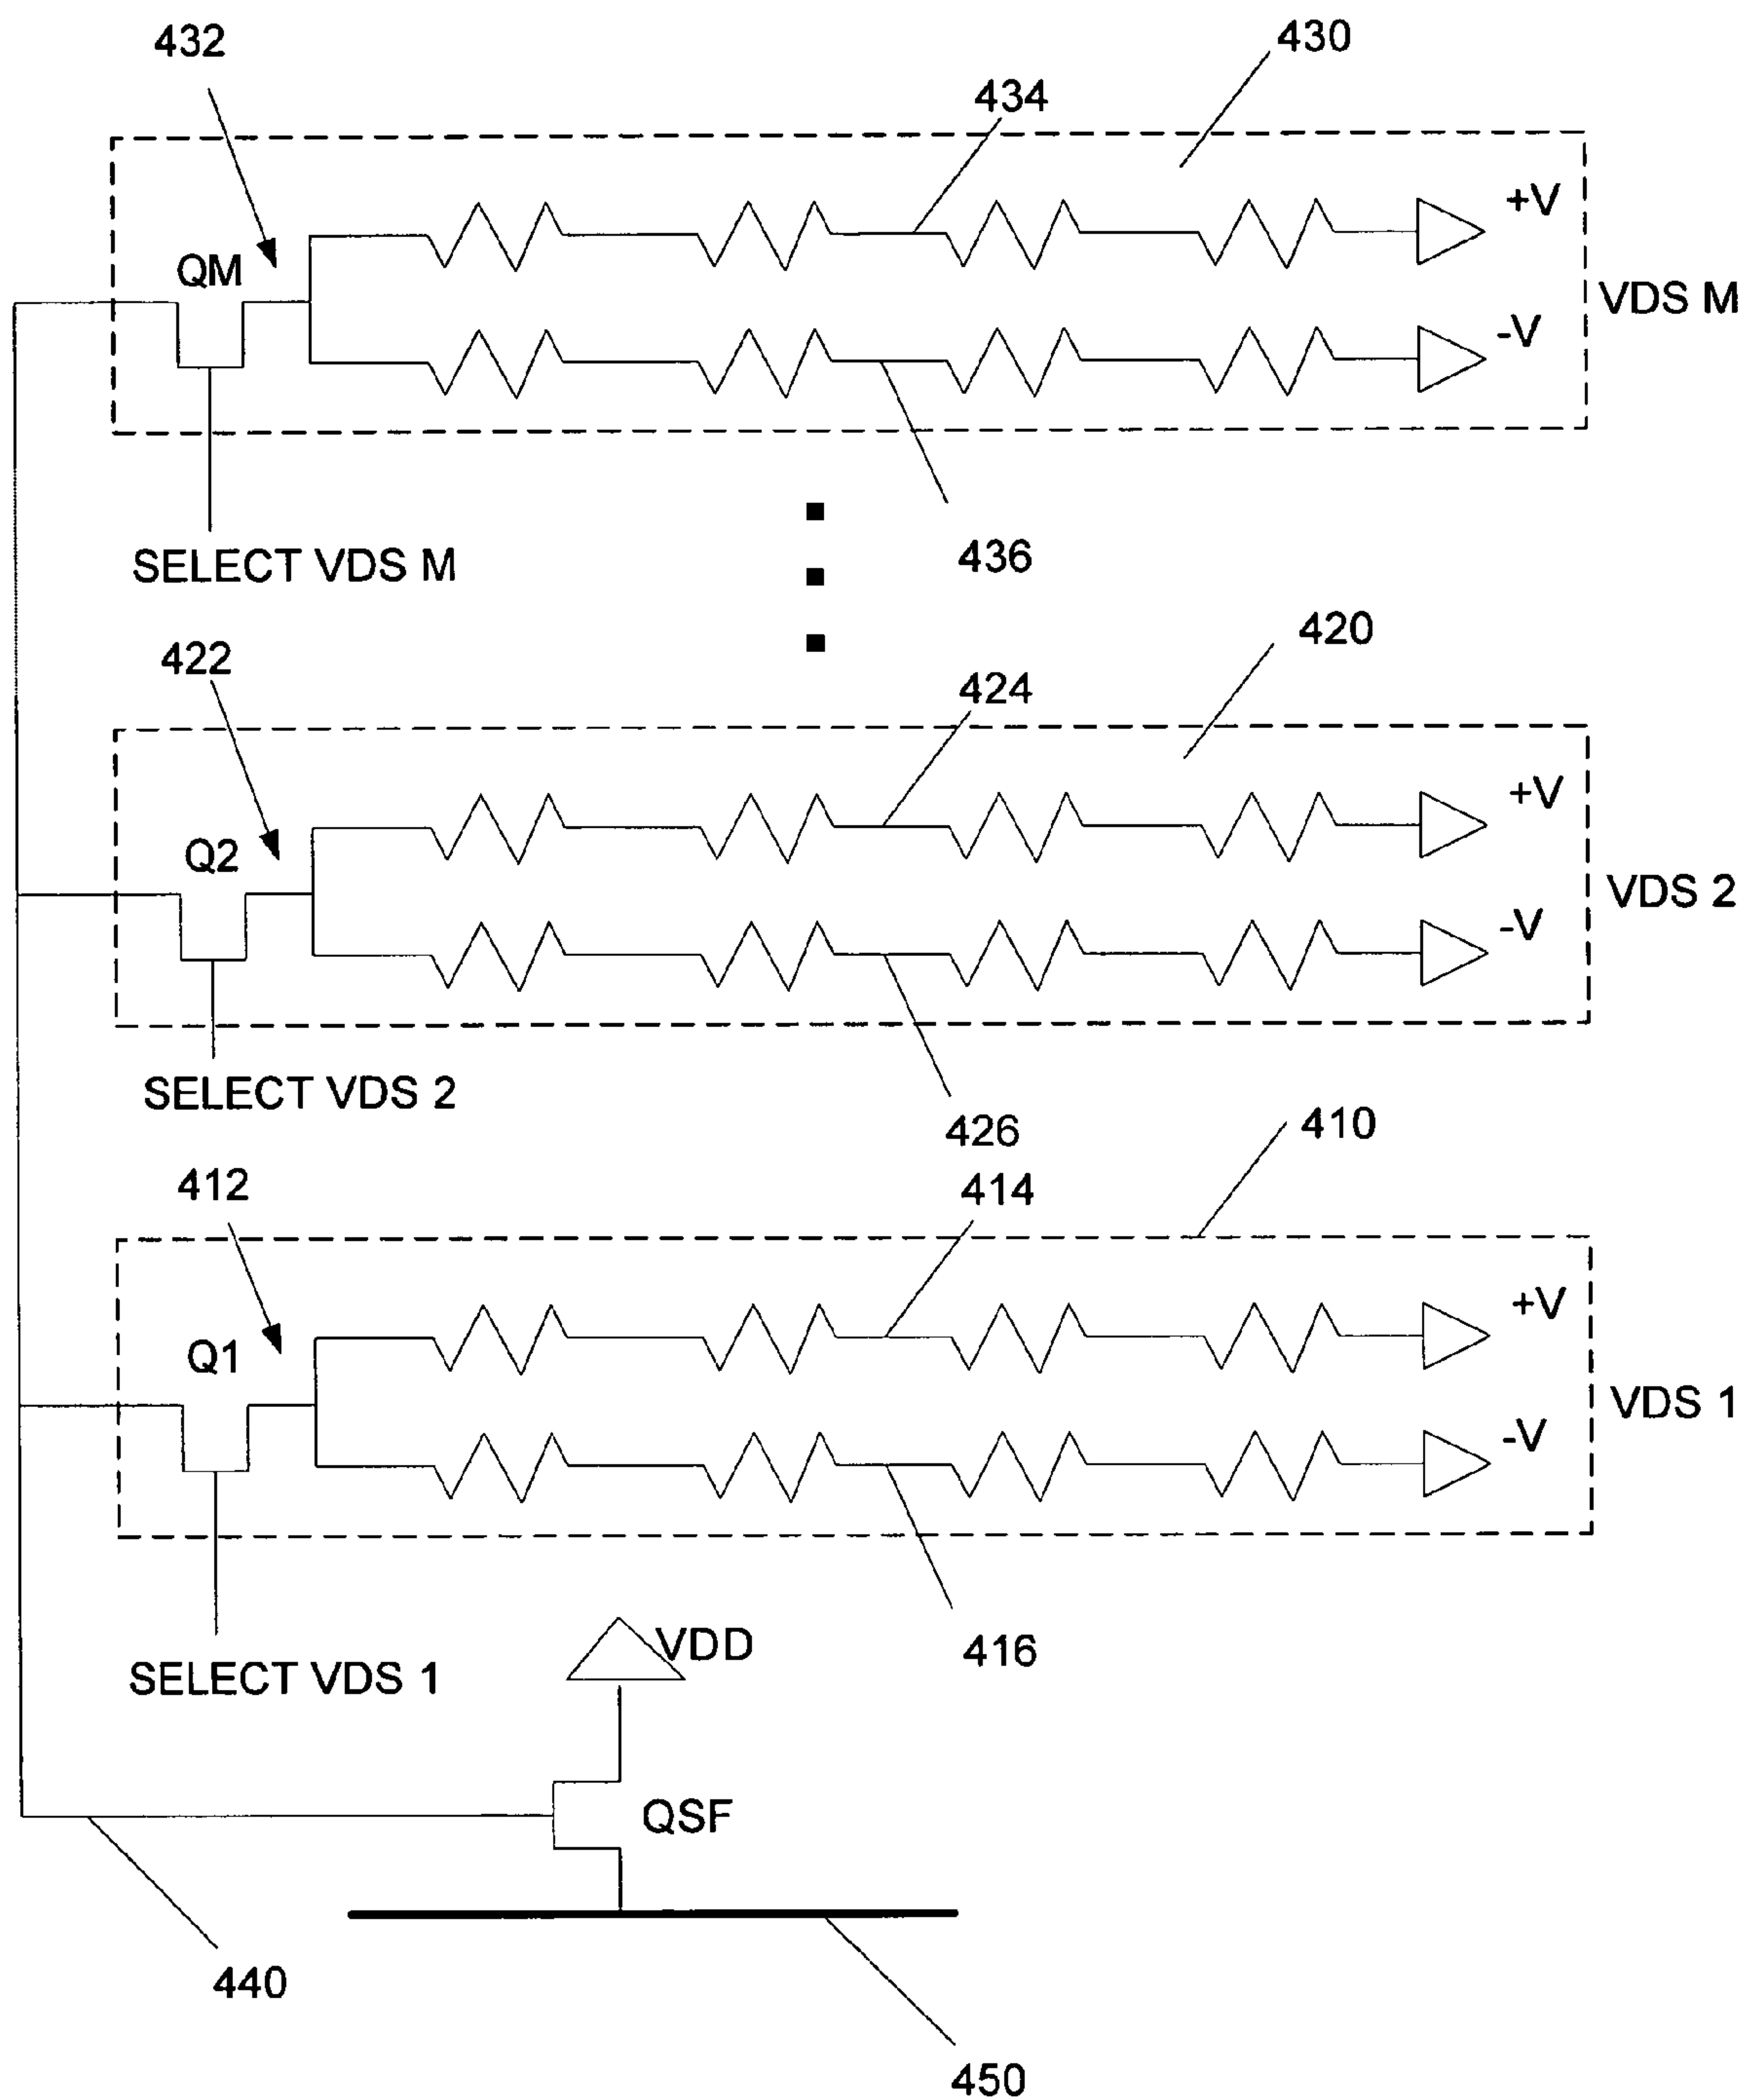 432
430
434
+V
QM
VDS M
-V
SELECT VDS M
436
420
422
424
+V
Q2
VDS 2
-V
SELECT VDS 2
426
410
412
414
+V
Q1
VDS 1
-V
VDD
416
SELECT VDS 1
QSF
440
450